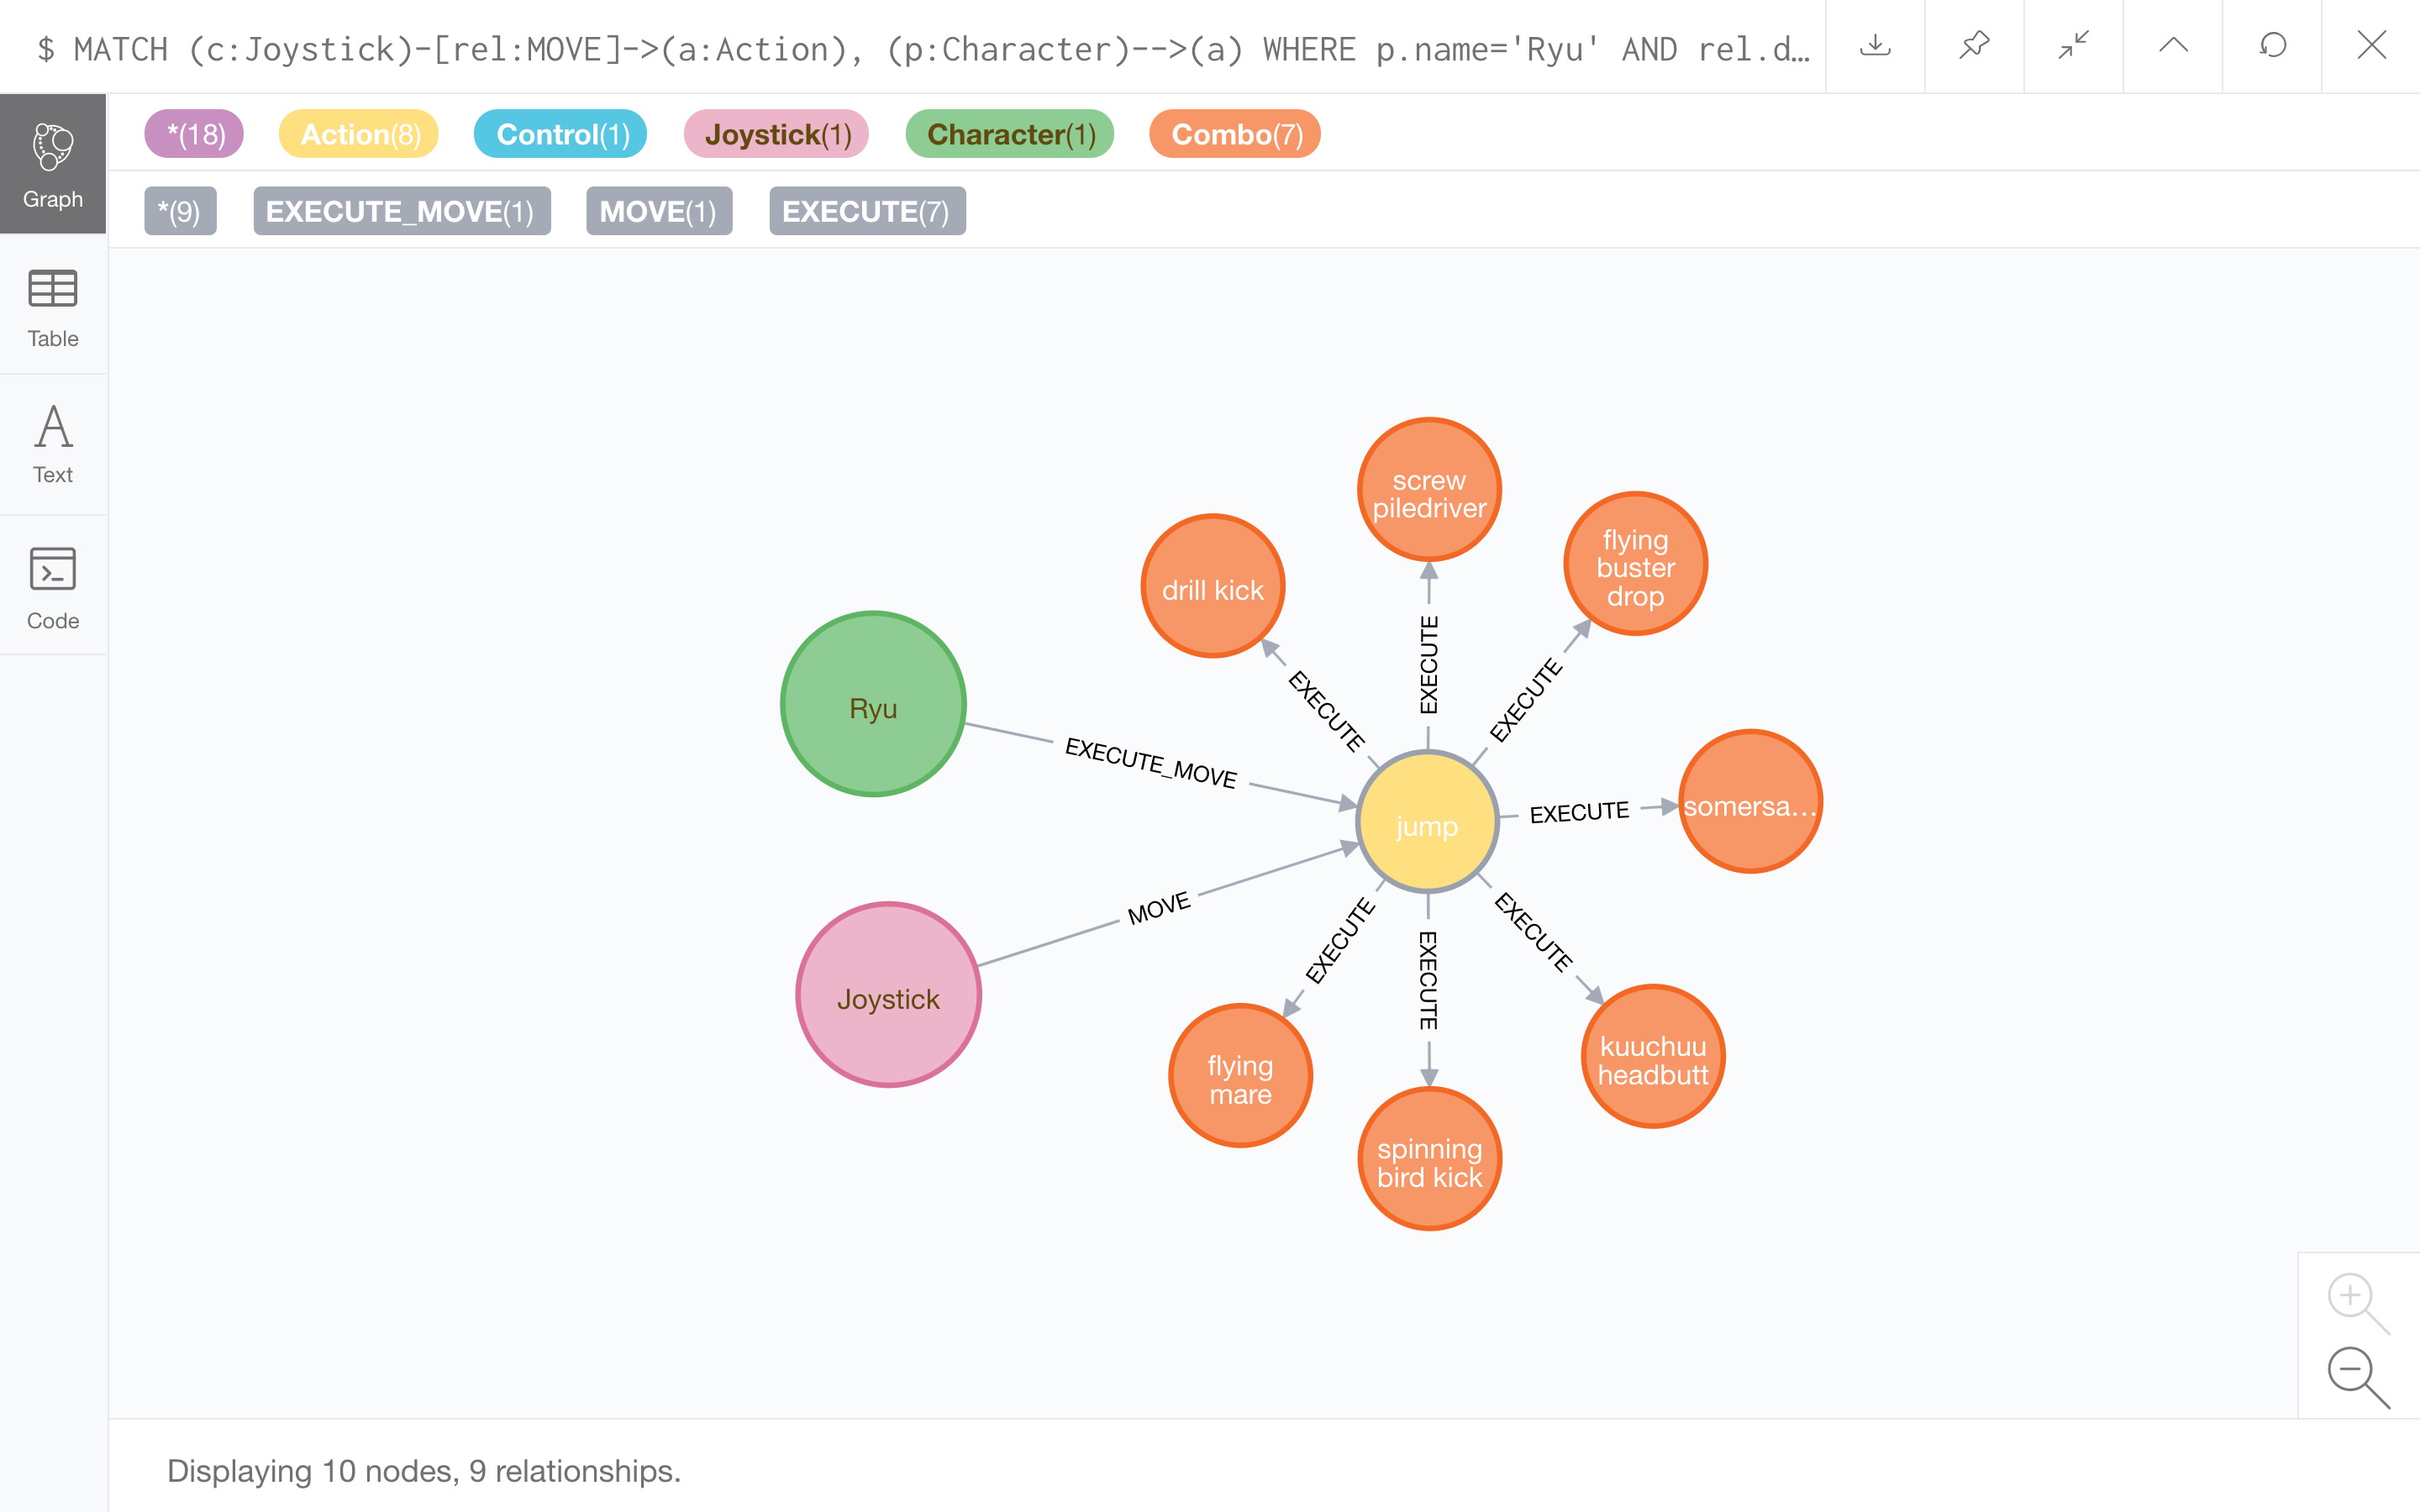 $ MATCH (c:Joystick)-[rel:MOVE]->(a:Action), (p:Character)-->(a) WHERE p.name='Ryu' AND rel.d…
Graph
*(18) Action(8) Control(1) Joystick(1) Character(1) Combo(7)
*(9) EXECUTE_MOVE(1) MOVE(1) EXECUTE(7)
Table
Text
Code
screw
piledriver
flying
buster
drop
drill kick
EXECUTE
EXECUTE
EXECUTE
Ryu
EXECUTE_MOVE
jump
EXECUTE
somersa…
MOVE
EXECUTE
EXECUTE
EXECUTE
Joystick
flying
mare
kuuchuu
headbutt
spinning
bird kick
Displaying 10 nodes, 9 relationships.